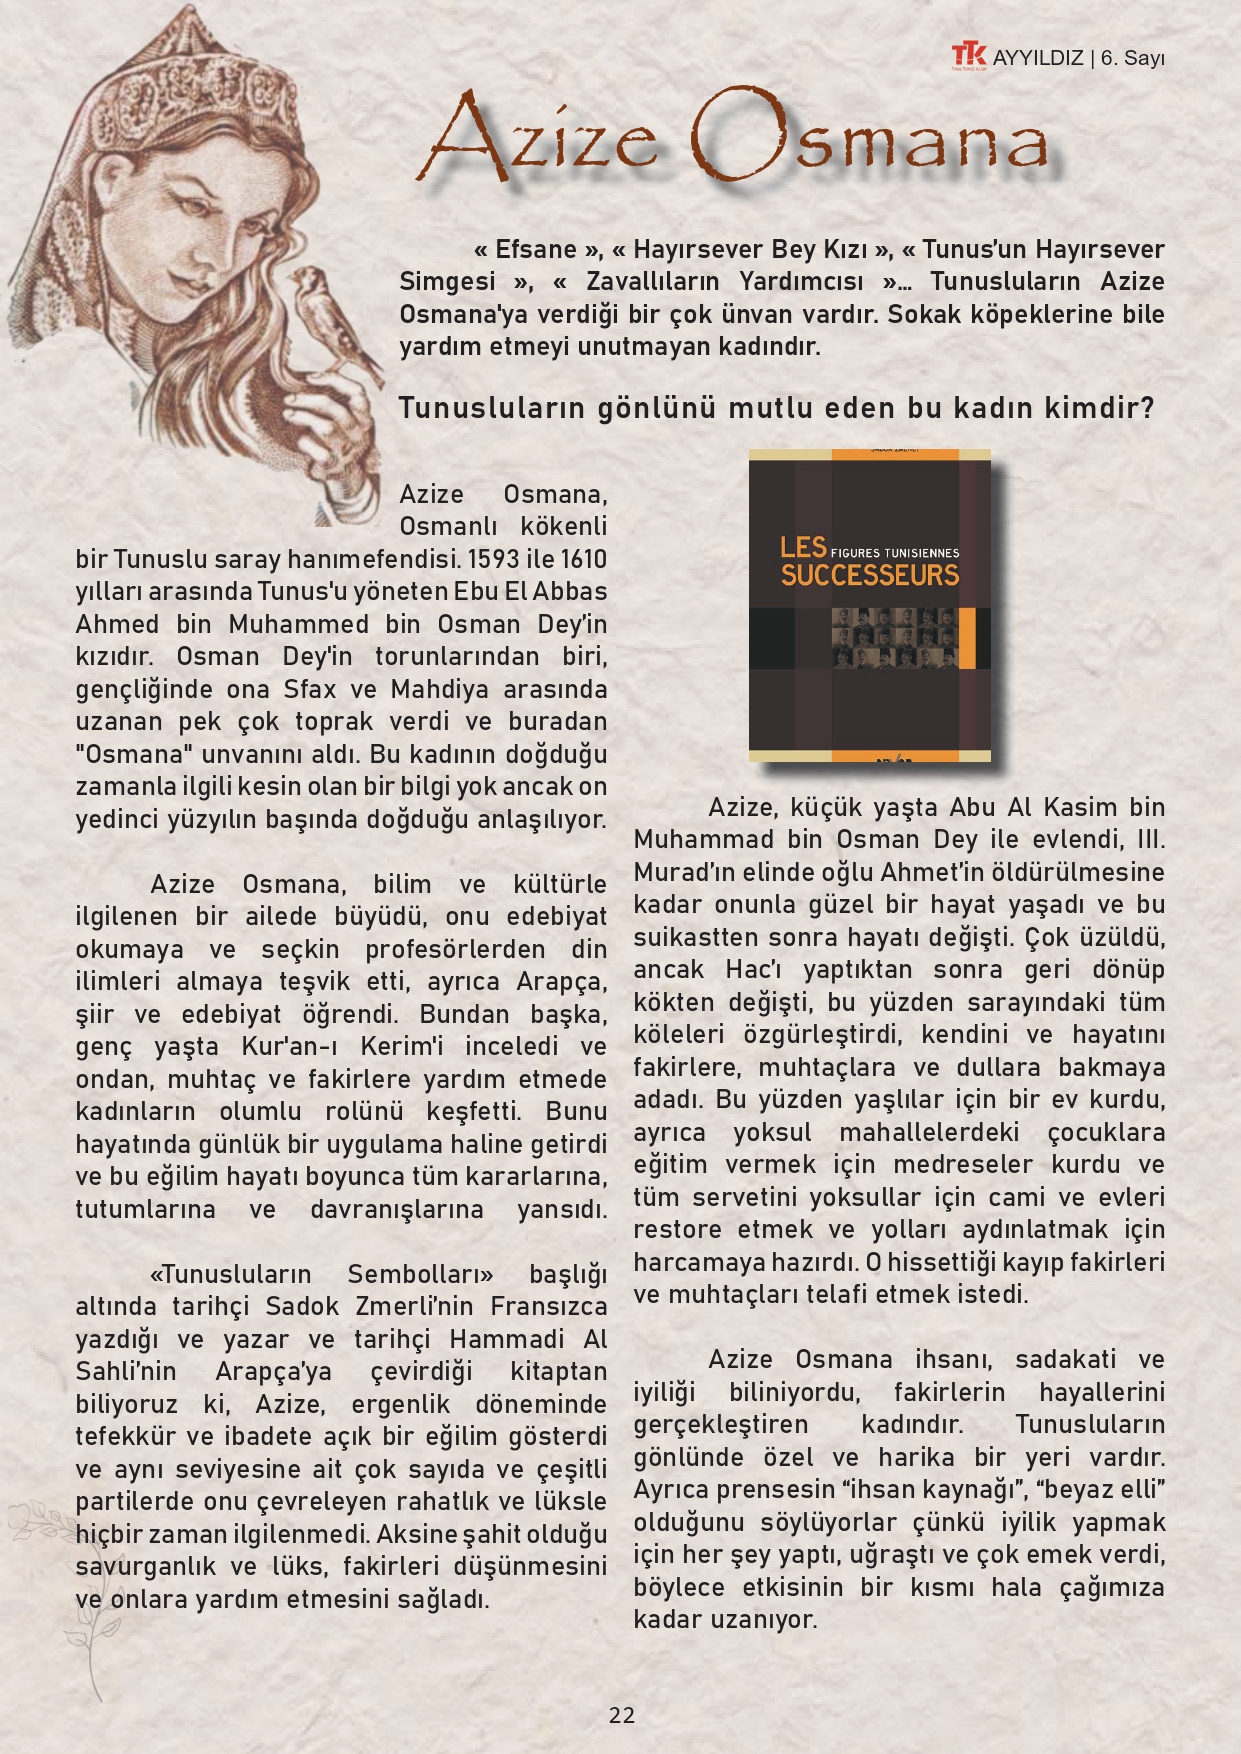 TTK AYYILDIZ | 6. Sayı
Azize Osmana
« Efsane », « Hayırsever Bey Kızı », « Tunus’un Hayırsever
Simgesi », « Zavallıların Yardımcısı »… Tunusluların Azize
Osmana'ya verdiği bir çok ünvan vardır. Sokak köpeklerine bile
yardım etmeyi unutmayan kadındır.
Tunusluların gönlünü mutlu eden bu kadın kimdir?
Azize Osmana,
Osmanlı kökenli
bir Tunuslu saray hanımefendisi. 1593 ile 1610
yılları arasında Tunus'u yöneten Ebu El Abbas
Ahmed bin Muhammed bin Osman Dey’in
kızıdır. Osman Dey'in torunlarından biri,
gençliğinde ona Sfax ve Mahdiya arasında
uzanan pek çok toprak verdi ve buradan
"Osmana" unvanını aldı. Bu kadının doğduğu
zamanla ilgili kesin olan bir bilgi yok ancak on
yedinci yüzyılın başında doğduğu anlaşılıyor.
Azize Osmana, bilim ve kültürle
ilgilenen bir ailede büyüdü, onu edebiyat
okumaya ve seçkin profesörlerden din
ilimleri almaya teşvik etti, ayrıca Arapça,
şiir ve edebiyat öğrendi. Bundan başka,
genç yaşta Kur'an-ı Kerim'i inceledi ve
ondan, muhtaç ve fakirlere yardım etmede
kadınların olumlu rolünü keşfetti. Bunu
hayatında günlük bir uygulama haline getirdi
ve bu eğilim hayatı boyunca tüm kararlarına,
tutumlarına ve davranışlarına yansıdı.
«Tunusluların Sembolları» başlığı
altında tarihçi Sadok Zmerli’nin Fransızca
yazdığı ve yazar ve tarihçi Hammadi Al
Sahli’nin Arapça’ya çevirdiği kitaptan
biliyoruz ki, Azize, ergenlik döneminde
tefekkür ve ibadete açık bir eğilim gösterdi
ve aynı seviyesine ait çok sayıda ve çeşitli
partilerde onu çevreleyen rahatlık ve lüksle
hiçbir zaman ilgilenmedi. Aksine şahit olduğu
savurganlık ve lüks, fakirleri düşünmesini
ve onlara yardım etmesini sağladı.
LES FIGURES TUNISIENNES
SUCCESSEURS
Azize, küçük yaşta Abu Al Kasim bin
Muhammad bin Osman Dey ile evlendi, III.
Murad’ın elinde oğlu Ahmet’in öldürülmesine
kadar onunla güzel bir hayat yaşadı ve bu
suikastten sonra hayatı değişti. Çok üzüldü,
ancak Hac’ı yaptıktan sonra geri dönüp
kökten değişti, bu yüzden sarayındaki tüm
köleleri özgürleştirdi, kendini ve hayatını
fakirlere, muhtaçlara ve dullara bakmaya
adadı. Bu yüzden yaşlılar için bir ev kurdu,
ayrıca yoksul mahallelerdeki çocuklara
eğitim vermek için medreseler kurdu ve
tüm servetini yoksullar için cami ve evleri
restore etmek ve yolları aydınlatmak için
harcamaya hazırdı. O hissettiği kayıp fakirleri
ve muhtaçları telafi etmek istedi.
Azize Osmana ihsanı, sadakati ve
iyiliği biliniyordu, fakirlerin hayallerini
gerçekleştiren kadındır. Tunusluların
gönlünde özel ve harika bir yeri vardır.
Ayrıca prensesin “ihsan kaynağı”, “beyaz elli”
olduğunu söylüyorlar çünkü iyilik yapmak
için her şey yaptı, uğraştı ve çok emek verdi,
böylece etkisinin bir kısmı hala çağımıza
kadar uzanıyor.
22